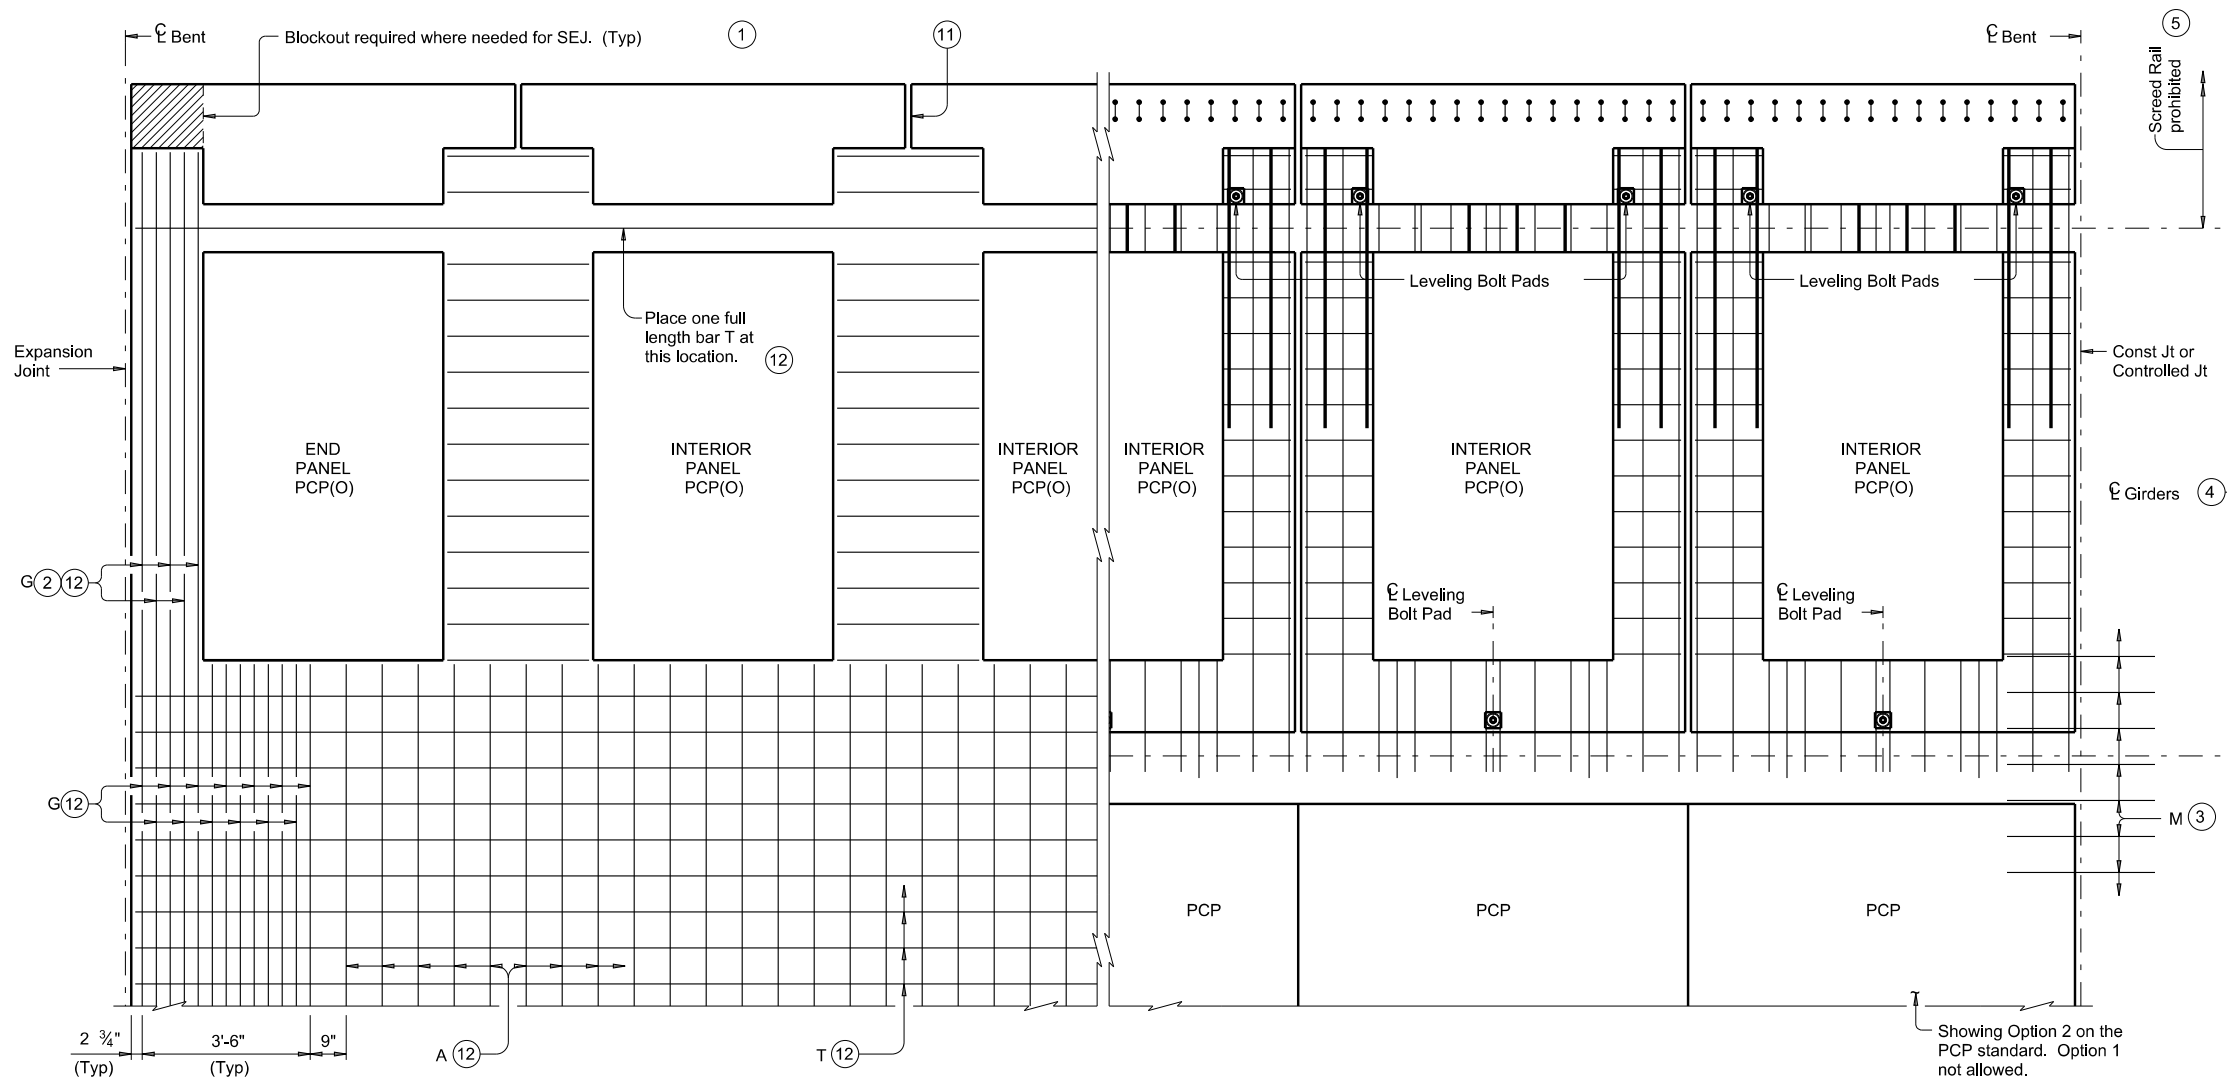 ℄ Bent
Blockout required where needed for SEJ. (Typ)
1
11
℄ Bent
5
Screed Rail
prohibited
Leveling Bolt Pads
Leveling Bolt Pads
Place one full
length bar T at
this location.
12
Expansion
Joint
Const Jt or
Controlled Jt
END
PANEL
PCP(O)
INTERIOR
PANEL
PCP(O)
INTERIOR
PANEL
PCP(O)
INTERIOR
PANEL
PCP(O)
INTERIOR
PANEL
PCP(O)
INTERIOR
PANEL
PCP(O)
℄ Girders 4
G 2 12
℄ Leveling
Bolt Pad
℄ Leveling
Bolt Pad
G 12
M 3
PCP
PCP
PCP
2 ¾"
(Typ)
3'-6"
(Typ)
9"
A 12
T 12
Showing Option 2 on the
PCP standard. Option 1
not allowed.